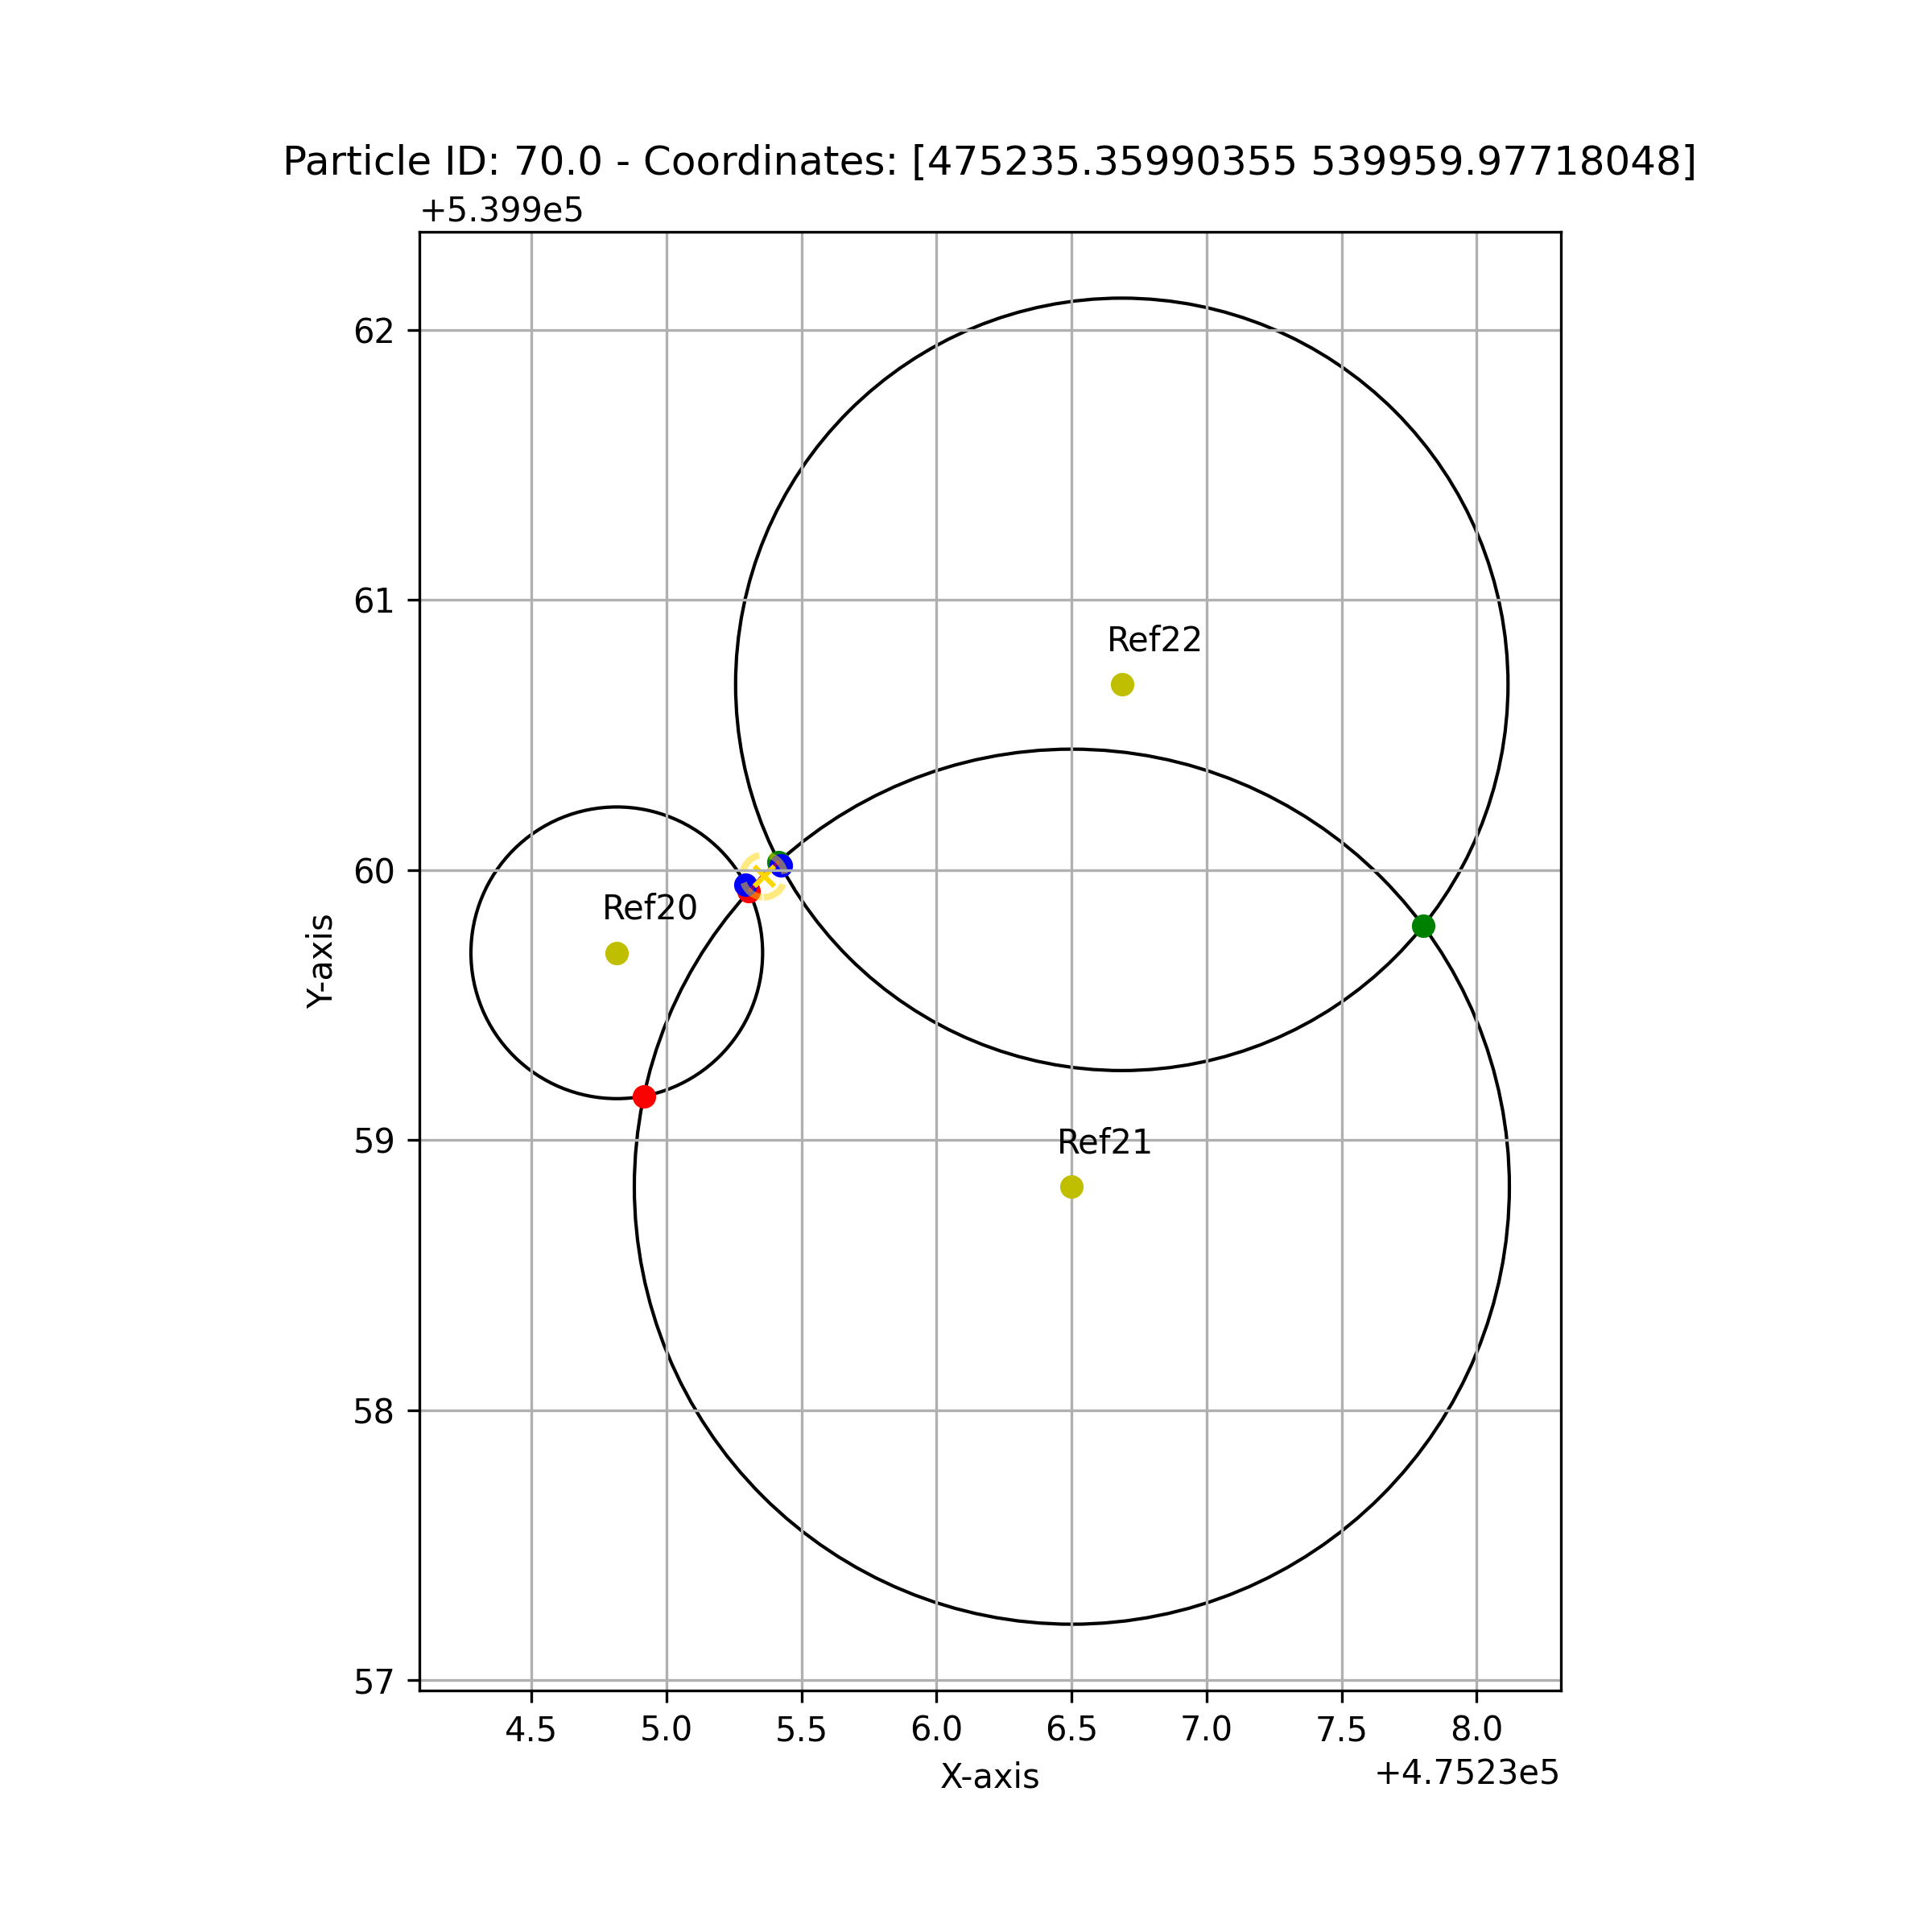 Particle ID: 70.0 - Coordinates: [475235.35990355 539959.97718048]
+5.399e5
62
61
Ref22
60
Ref20
Y-axis
59
Ref21
58
57
4.5 5.0 5.5 6.0 6.5 7.0 7.5 8.0
X-axis
+4.7523e5